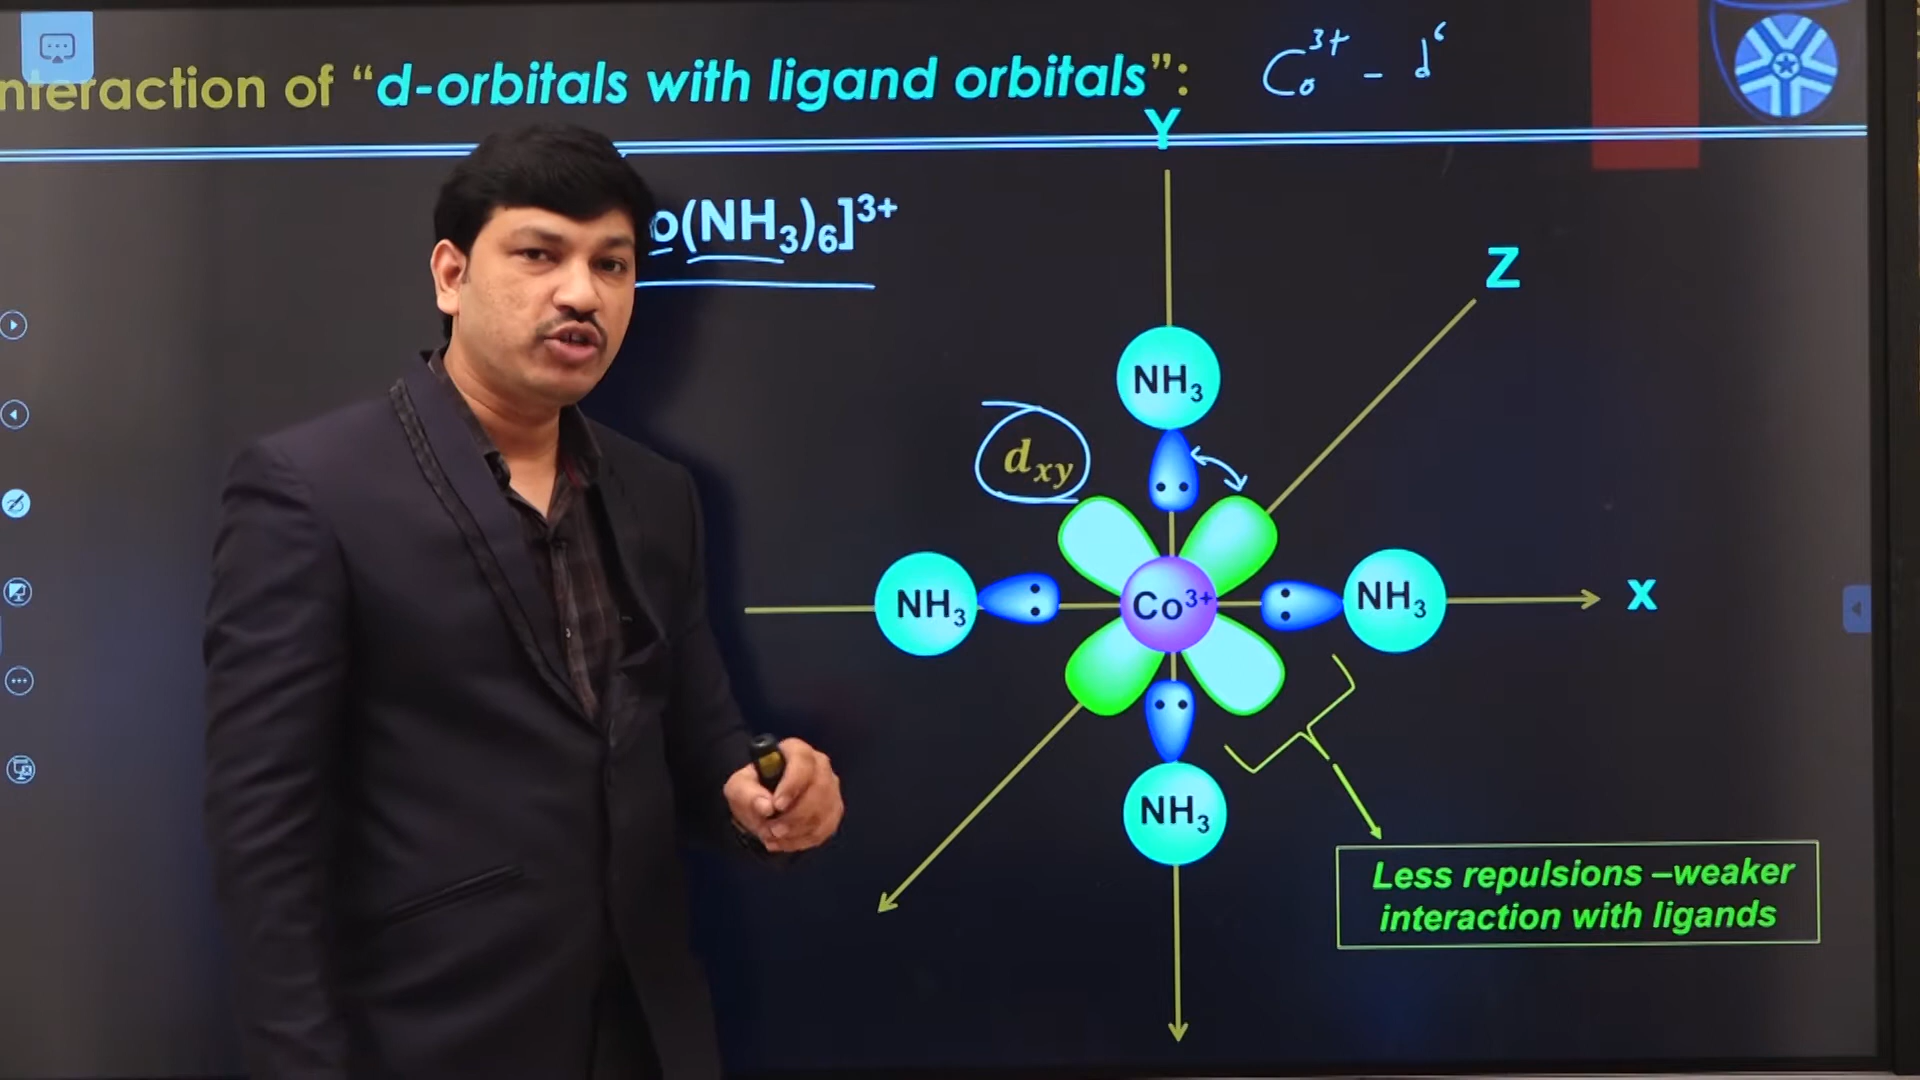 nteraction of “d-orbitals with ligand orbitals”:
Co³⁺ - d⁶
Y
o(NH₃)₆]³⁺
Z
NH₃
dₓᵧ
NH₃
Co³⁺
NH₃
X
NH₃
Less repulsions –weaker
interaction with ligands